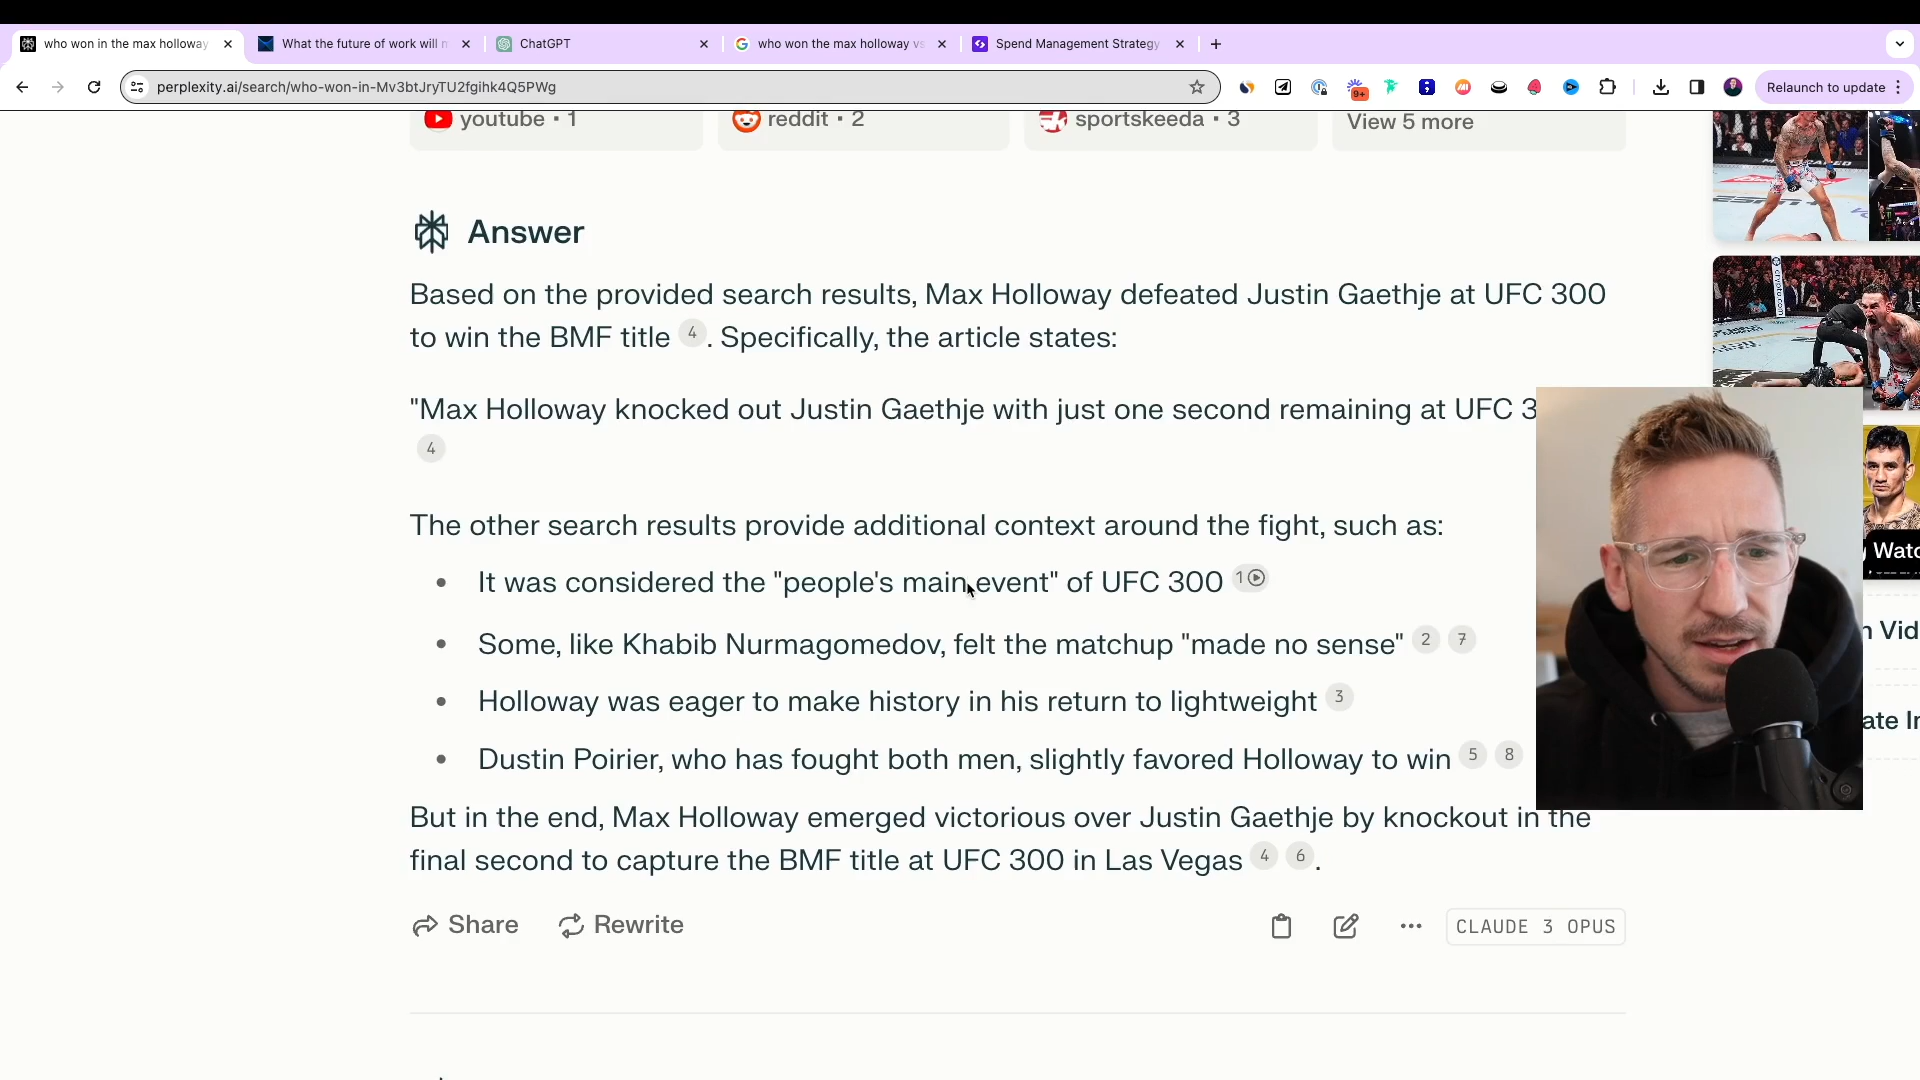 who won in the max holloway
What the future of work will
ChatGPT
who won the max holloway vs
Spend Management Strategy
perplexity.ai/search/who-won-in-Mv3btJryTU2fgihk4Q5PWg
9+
Relaunch to update
youtube • 1
reddit • 2
sportskeeda • 3
View 5 more
Answer
Based on the provided search results, Max Holloway defeated Justin Gaethje at UFC 300
to win the BMF title 4. Specifically, the article states:
"Max Holloway knocked out Justin Gaethje with just one second remaining at UFC 3
4
The other search results provide additional context around the fight, such as:
• It was considered the "people's main event" of UFC 300 1
• Some, like Khabib Nurmagomedov, felt the matchup "made no sense" 2 7
• Holloway was eager to make history in his return to lightweight 3
• Dustin Poirier, who has fought both men, slightly favored Holloway to win 5 8
But in the end, Max Holloway emerged victorious over Justin Gaethje by knockout in the
final second to capture the BMF title at UFC 300 in Las Vegas 4 6.
Share
Rewrite
CLAUDE 3 OPUS
Watc
h Vid
ate I